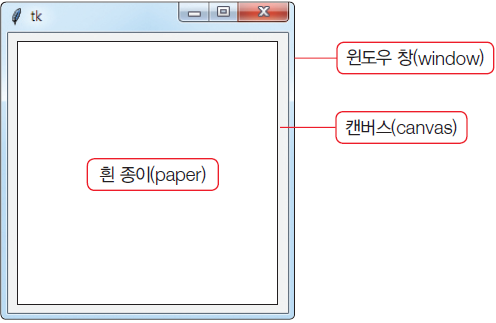 tk
윈도우 창(window)
캔버스(canvas)
흰 종이(paper)